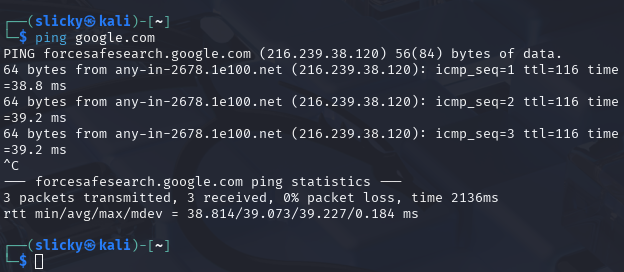 ┌──(slicky㉿kali)-[~]
└─$ ping google.com
PING forcesafesearch.google.com (216.239.38.120) 56(84) bytes of data.
64 bytes from any-in-2678.1e100.net (216.239.38.120): icmp_seq=1 ttl=116 time
=38.8 ms
64 bytes from any-in-2678.1e100.net (216.239.38.120): icmp_seq=2 ttl=116 time
=39.2 ms
64 bytes from any-in-2678.1e100.net (216.239.38.120): icmp_seq=3 ttl=116 time
=39.2 ms
^C
--- forcesafesearch.google.com ping statistics ---
3 packets transmitted, 3 received, 0% packet loss, time 2136ms
rtt min/avg/max/mdev = 38.814/39.073/39.227/0.184 ms
┌──(slicky㉿kali)-[~]
└─$